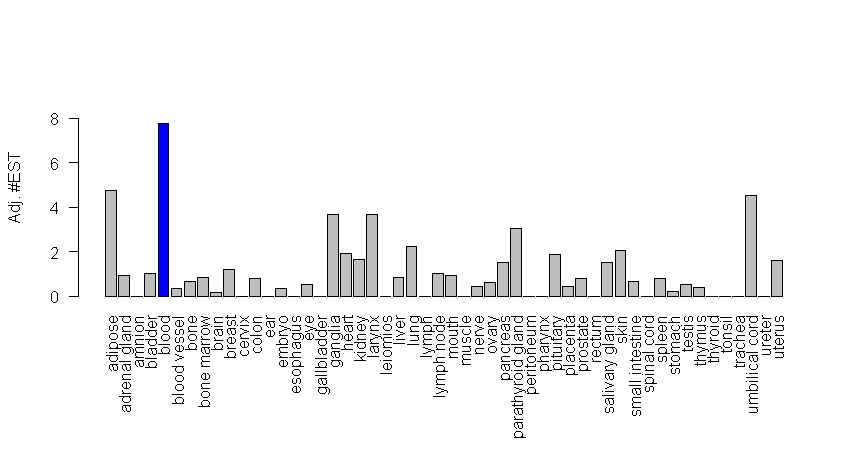 Adj. #EST
8
6
4
2
0
adipose
adrenal gland
amnion
bladder
blood
blood vessel
bone
bone marrow
brain
breast
cervix
colon
ear
embryo
esophagus
eye
gallbladder
ganglia
heart
kidney
larynx
leiomios
liver
lung
lymph
lymph node
mouth
muscle
nerve
ovary
pancreas
parathyroid gland
peritoneum
pharynx
pituitary
placenta
prostate
rectum
salivary gland
skin
small intestine
spinal cord
spleen
stomach
testis
thymus
thyroid
tonsil
trachea
umbilical cord
ureter
uterus